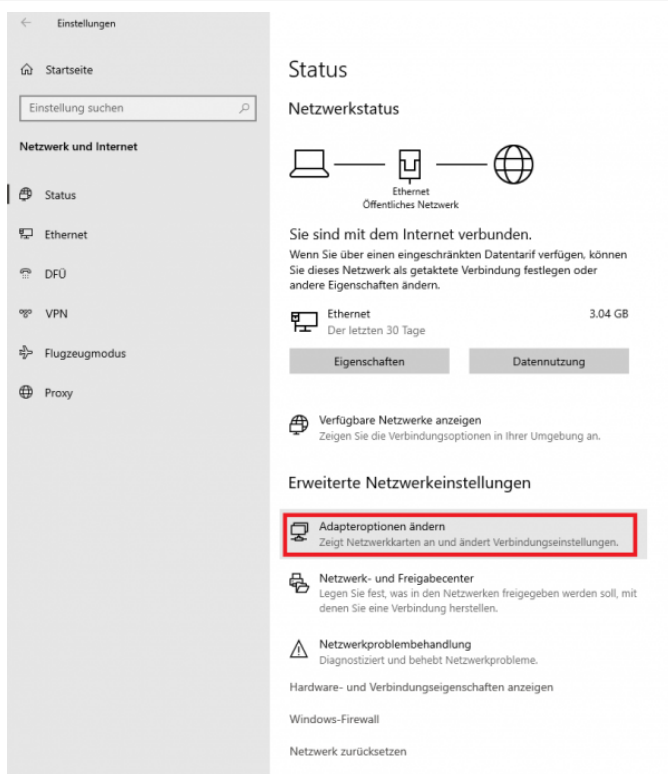 Einstellungen
Startseite
Einstellung suchen
Netzwerk und Internet
Status
Ethernet
DFÜ
VPN
Flugzeugmodus
Proxy
Status
Netzwerkstatus
Ethernet
Öffentliches Netzwerk
Sie sind mit dem Internet verbunden.
Wenn Sie über einen eingeschränkten Datentarif verfügen, können
Sie dieses Netzwerk als getaktete Verbindung festlegen oder
andere Eigenschaften ändern.
Ethernet 3.04 GB
Der letzten 30 Tage
Eigenschaften Datennutzung
Verfügbare Netzwerke anzeigen
Zeigen Sie die Verbindungsoptionen in Ihrer Umgebung an.
Erweiterte Netzwerkeinstellungen
Adapteroptionen ändern
Zeigt Netzwerkkarten an und ändert Verbindungseinstellungen.
Netzwerk- und Freigabecenter
Legen Sie fest, was in den Netzwerken freigegeben werden soll, mit
denen Sie eine Verbindung herstellen.
Netzwerkproblembehandlung
Diagnostiziert und behebt Netzwerkprobleme.
Hardware- und Verbindungseigenschaften anzeigen
Windows-Firewall
Netzwerk zurücksetzen